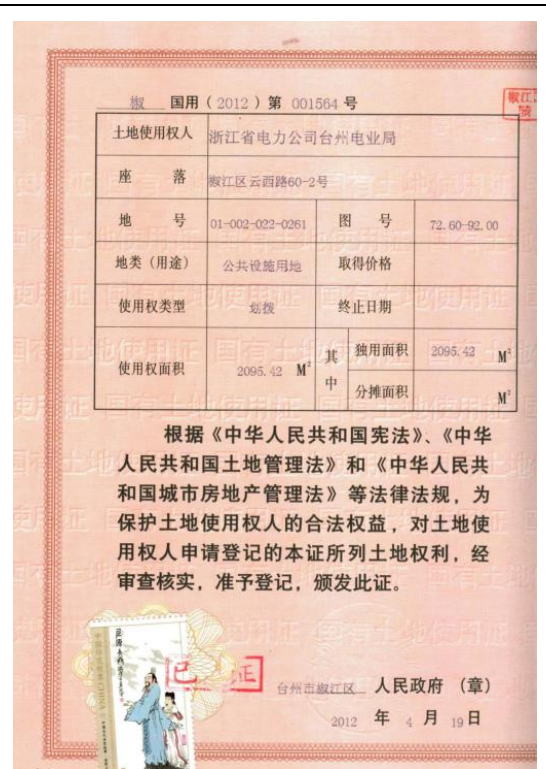 椒 国用（2012）第 001564 号
土地使用权人 浙江省电力公司台州电业局
座 落 椒江区云西路60-2号
地 号 01-002-022-0261 图 号 72.60-92.00
地类（用途） 公共设施用地 取得价格
使用权类型 划拨 终止日期
使用权面积 2095.42 M² 其中 独用面积 2095.42 M²
分摊面积 M²
根据《中华人民共和国宪法》、《中华
人民共和国土地管理法》和《中华人民共
和国城市房地产管理法》等法律法规，为
保护土地使用权人的合法权益，对土地使
用权人申请登记的本证所列土地权利，经
审查核实，准予登记，颁发此证。
台州市椒江区 人民政府 （章）
2012 年 4 月 19 日